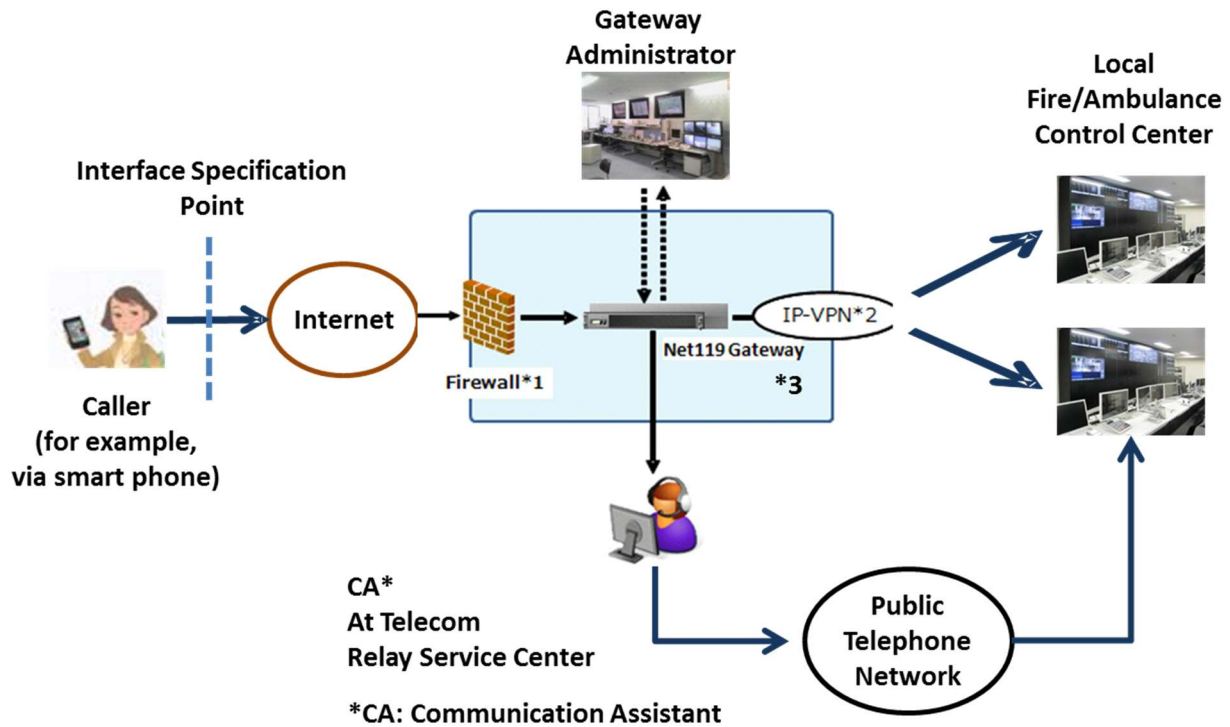 Gateway
Administrator
Local
Fire/Ambulance
Control Center
Interface Specification
Point
Internet
IP-VPN*2
Net119 Gateway
Firewall*1
*3
Caller
(for example,
via smart phone)
CA*
At Telecom
Relay Service Center
Public
Telephone
Network
*CA: Communication Assistant